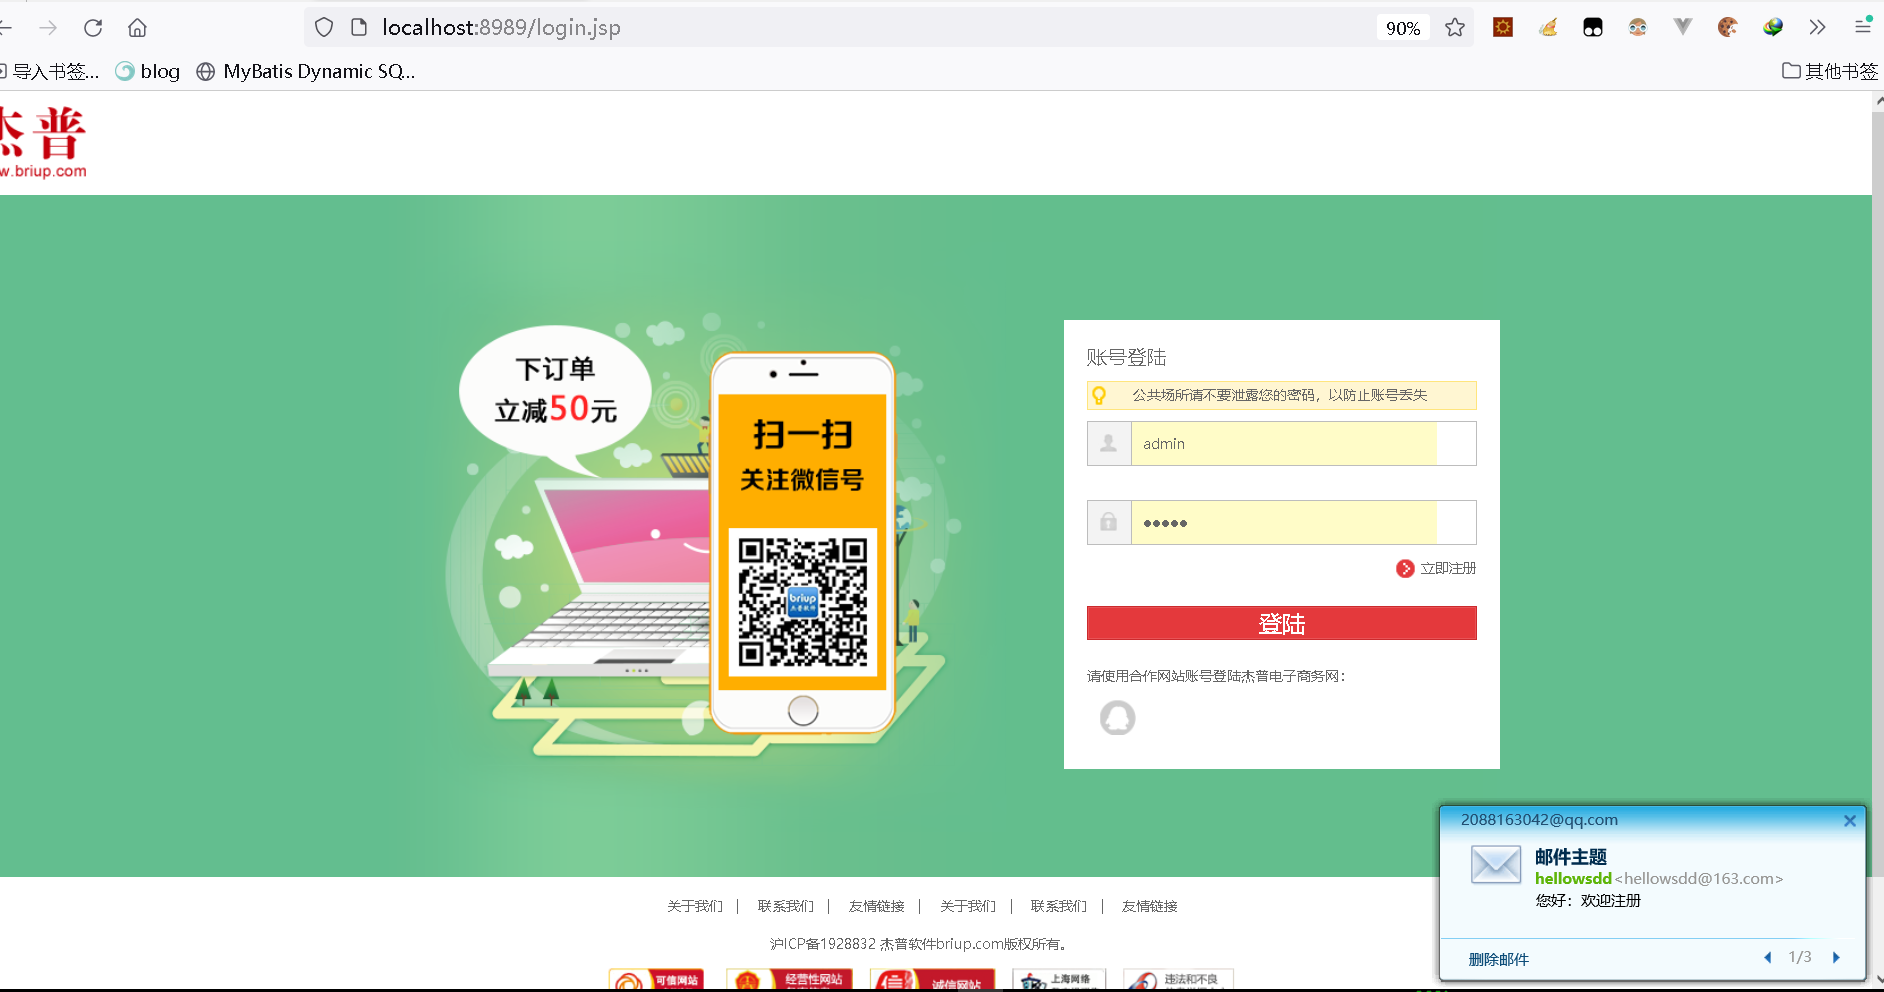 localhost:8989/login.jsp
90%
导入书签...
blog
MyBatis Dynamic SQ...
其他书签
杰普
w.briup.com
下订单
立减50元
扫一扫
关注微信号
briup
杰普软件
账号登陆
公共场所请不要泄露您的密码，以防止账号丢失
admin
•••••
立即注册
登陆
请使用合作网站账号登陆杰普电子商务网：
2088163042@qq.com
邮件主题
hellowsdd<hellowsdd@163.com>
您好：欢迎注册
删除邮件
1/3
关于我们 | 联系我们 | 友情链接 | 关于我们 | 联系我们 | 友情链接
沪ICP备1928832 杰普软件briup.com版权所有。
可信网站
经营性网站
诚信网站
上海网络
违法和不良